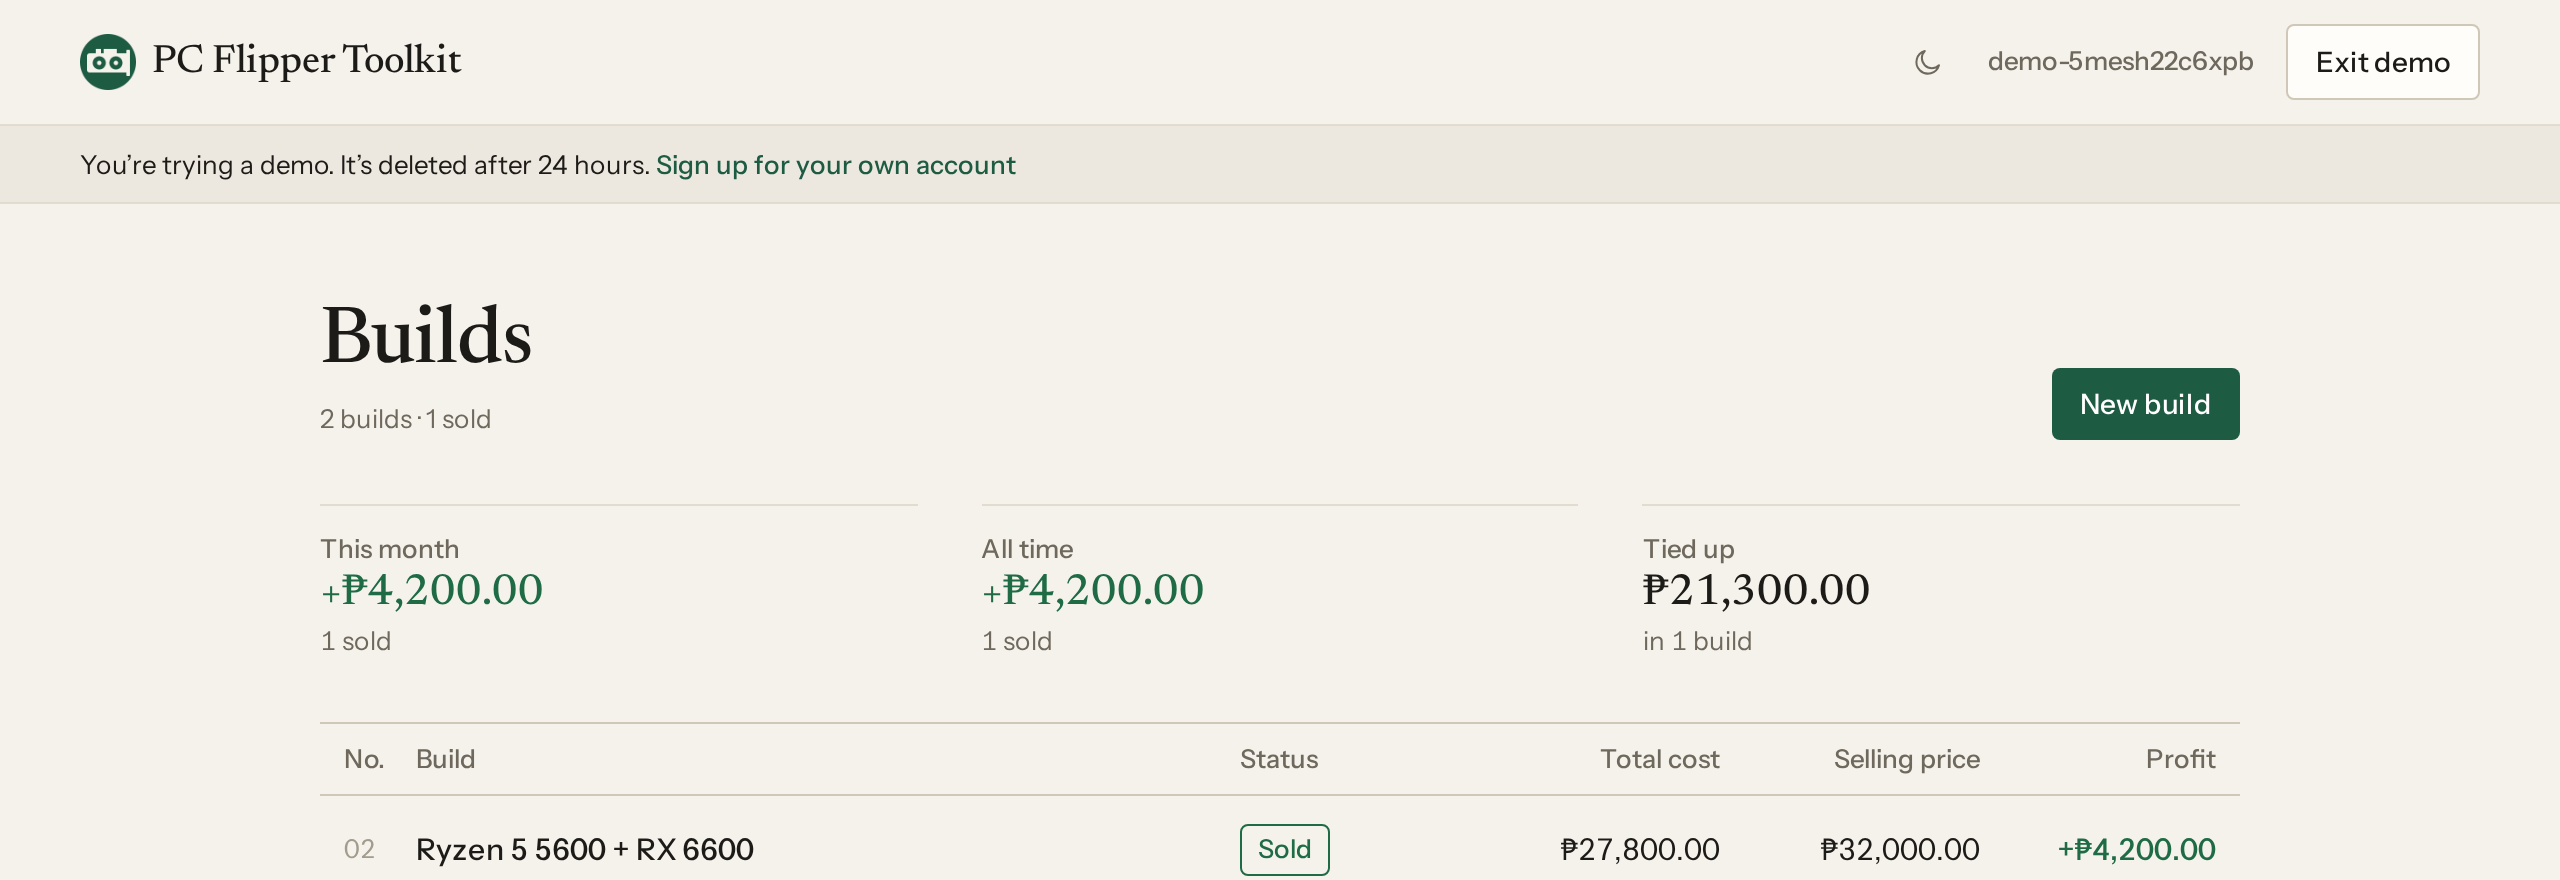 PC Flipper Toolkit
demo-5mesh22c6xpb
Exit demo
You’re trying a demo. It’s deleted after 24 hours. Sign up for your own account
Builds
2 builds · 1 sold
New build
This month
+₱4,200.00
1 sold
All time
+₱4,200.00
1 sold
Tied up
₱21,300.00
in 1 build
No. Build Status Total cost Selling price Profit
02 Ryzen 5 5600 + RX 6600 Sold ₱27,800.00 ₱32,000.00 +₱4,200.00